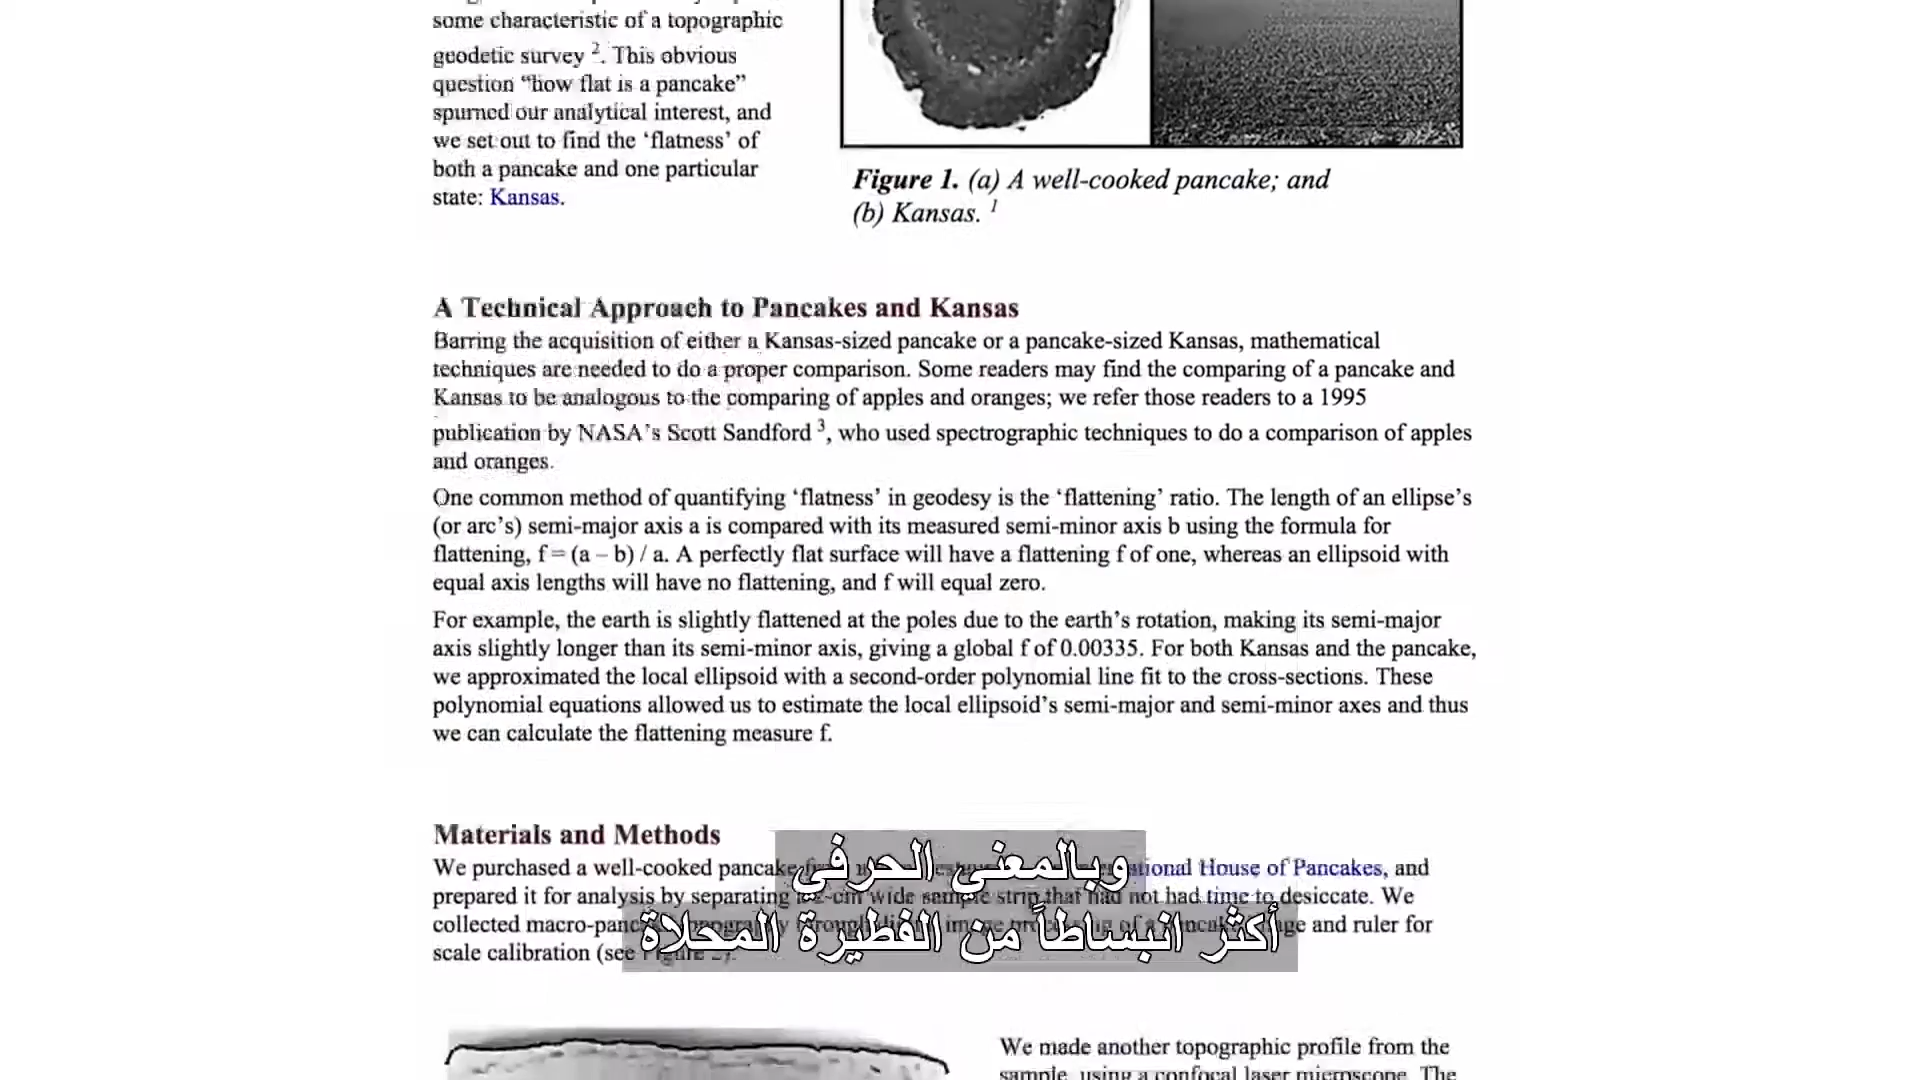 some characteristic of a topographic
geodetic survey 2. This obvious
question “how flat is a pancake”
spurned our analytical interest, and
we set out to find the ‘flatness’ of
both a pancake and one particular
state: Kansas.
Figure 1. (a) A well-cooked pancake; and
(b) Kansas. 1
A Technical Approach to Pancakes and Kansas
Barring the acquisition of either a Kansas-sized pancake or a pancake-sized Kansas, mathematical
techniques are needed to do a proper comparison. Some readers may find the comparing of a pancake and
Kansas to be analogous to the comparing of apples and oranges; we refer those readers to a 1995
publication by NASA’s Scott Sandford 3, who used spectrographic techniques to do a comparison of apples
and oranges.
One common method of quantifying ‘flatness’ in geodesy is the ‘flattening’ ratio. The length of an ellipse’s
(or arc’s) semi-major axis a is compared with its measured semi-minor axis b using the formula for
flattening, f = (a – b) / a. A perfectly flat surface will have a flattening f of one, whereas an ellipsoid with
equal axis lengths will have no flattening, and f will equal zero.
For example, the earth is slightly flattened at the poles due to the earth’s rotation, making its semi-major
axis slightly longer than its semi-minor axis, giving a global f of 0.00335. For both Kansas and the pancake,
we approximated the local ellipsoid with a second-order polynomial line fit to the cross-sections. These
polynomial equations allowed us to estimate the local ellipsoid’s semi-major and semi-minor axes and thus
we can calculate the flattening measure f.
Materials and Methods
We purchased a well-cooked pancake House of Pancakes, and
prepared it for analysis by separating wide sample strip that had not had time to desiccate. We
collected image and ruler for
scale calibration (see
وبالمعني الحرفي
أكثر انبساطاً من الفطيرة المحلاة
We made another topographic profile from the
sample, using a confocal laser microscope. The